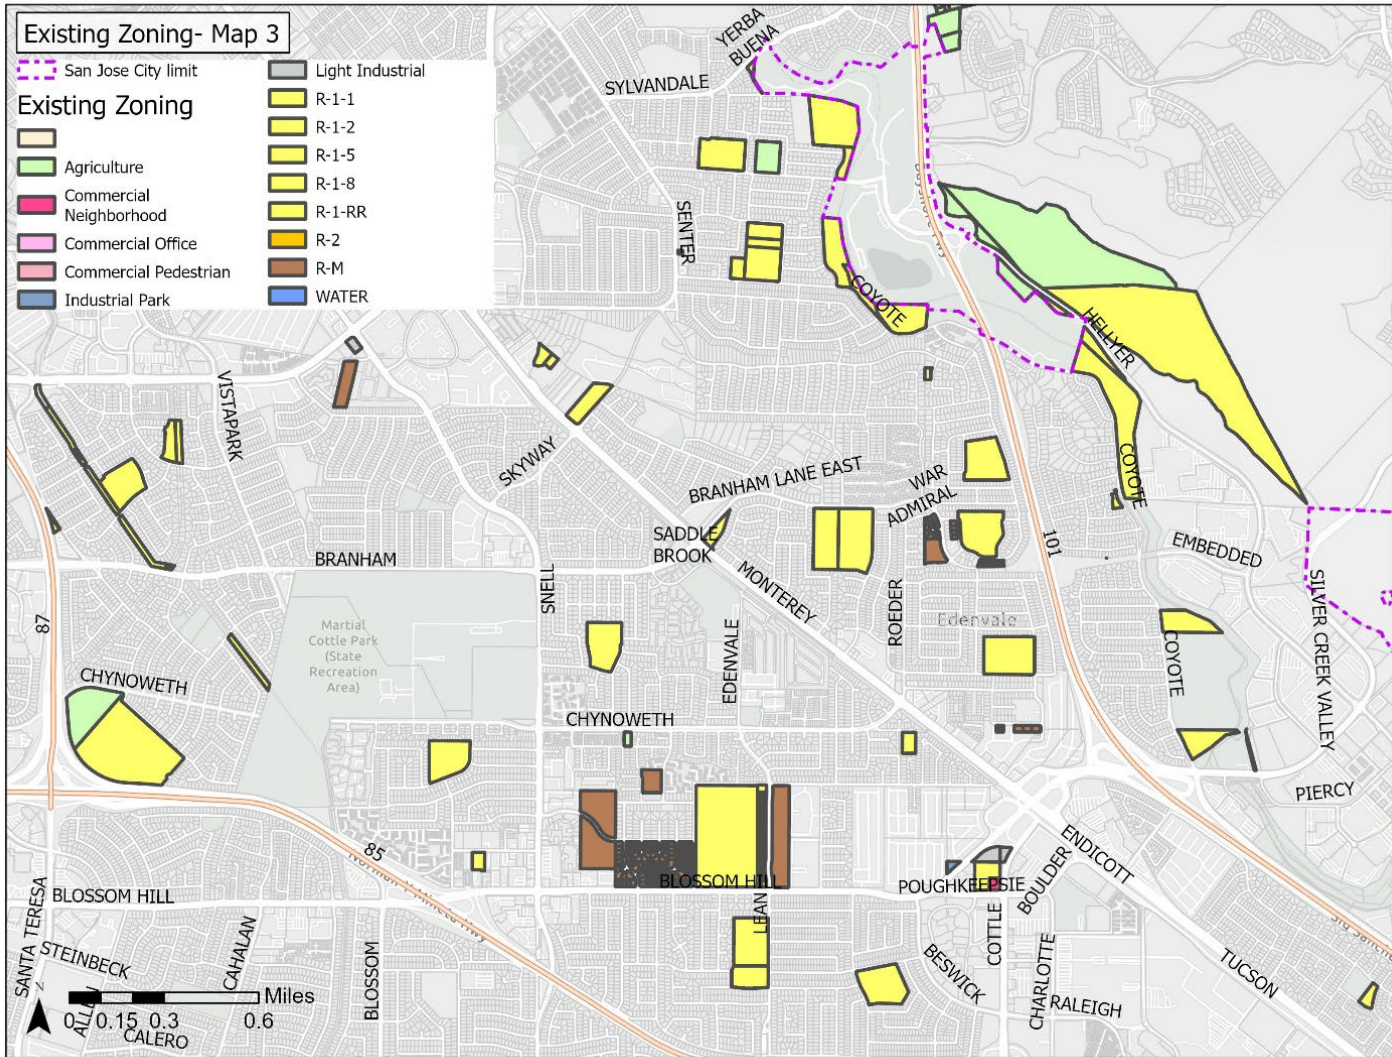 Existing Zoning- Map 3
San Jose City limit
Existing Zoning
Agriculture
Commercial
Neighborhood
Commercial Office
Commercial Pedestrian
Industrial Park
Light Industrial
R-1-1
R-1-2
R-1-5
R-1-8
R-1-RR
R-2
R-M
WATER
YERBA
BUENA
SYLVANDALE
SENTER
COYOTE
HELLYER
VISTAPARK
SKYWAY
BRANHAM LANE EAST
WAR
ADMIRAL
COYOTE
SADDLE
BROOK
101
EMBEDDED
BRANHAM
SNELL
MONTEREY
ROEDER
Edenvale
SILVER CREEK VALLEY
87
Martial
Cottle Park
(State
Recreation
Area)
EDENVALE
COYOTE
CHYNOWETH
CHYNOWETH
PIERCY
85
ENDICOTT
BOULDER
POUGHKEEPSIE
BLOSSOM HILL
BLOSSOM HILL
LEAN
COTTLE
SANTA TERESA
STEINBECK
CAHALAN
BLOSSOM
BESWICK
CHARLOTTE
RALEIGH
TUCSON
N
Miles
0 0.15 0.3 0.6
ALLEN
CALERO